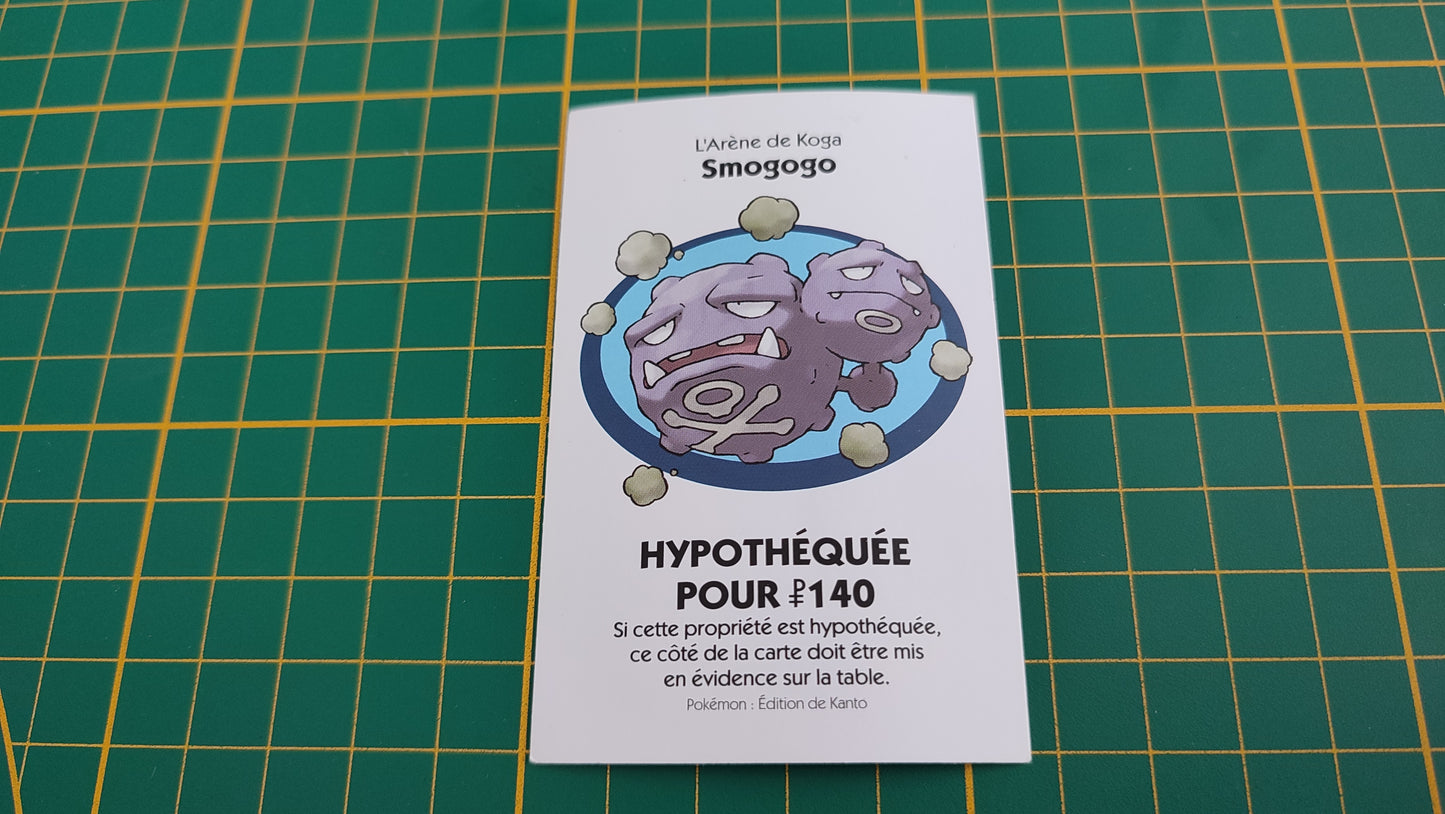 L'Arène de Koga
Smogogo
HYPOTHÉQUÉE
POUR ₽140
Si cette propriété est hypothéquée,
ce côté de la carte doit être mis
en évidence sur la table.
Pokémon : Édition de Kanto